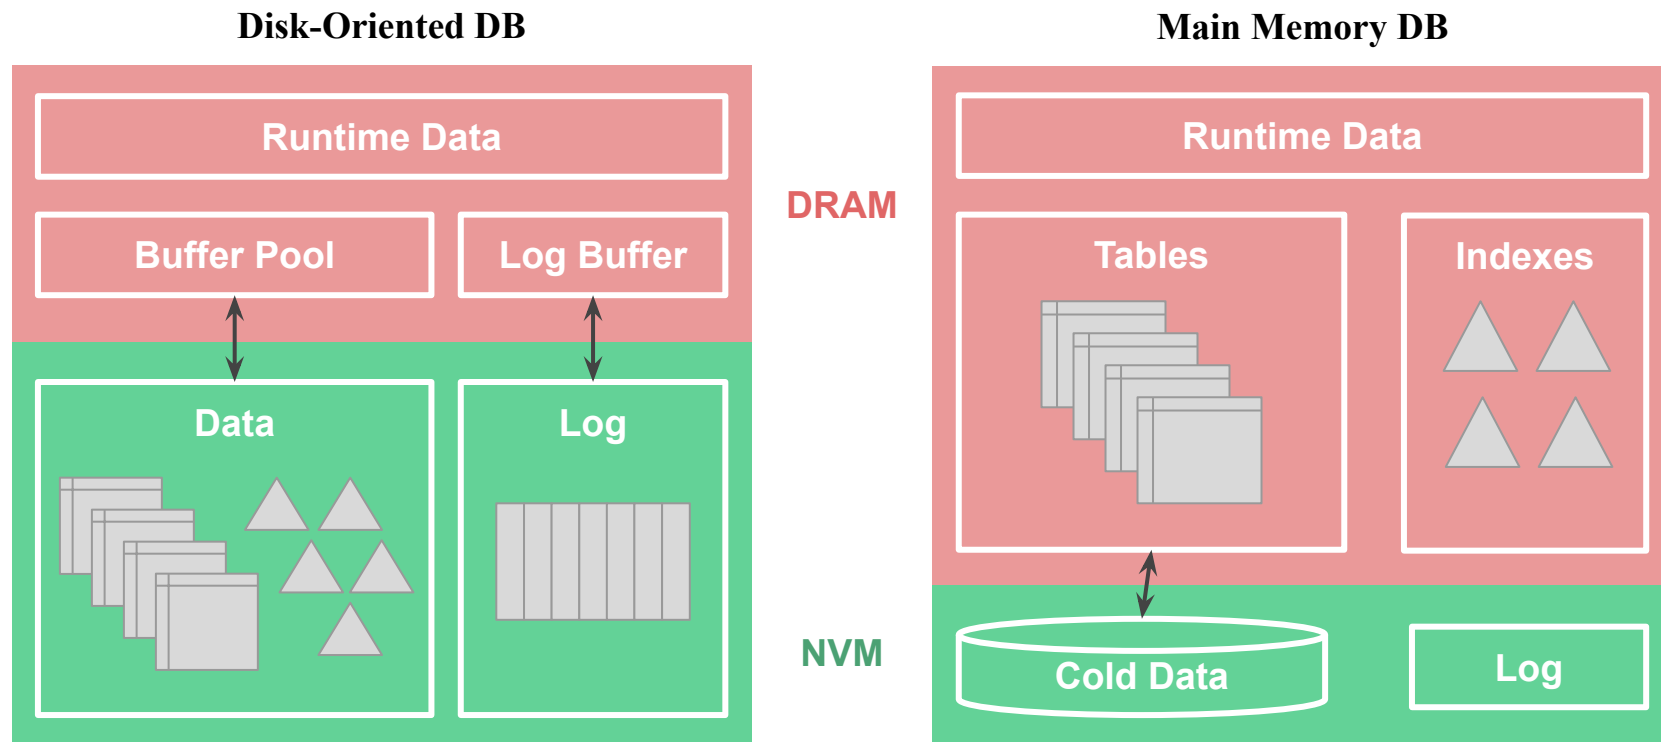 Disk-Oriented DB
Runtime Data
Buffer Pool
Log Buffer
Data
Log
DRAM
NVM
Main Memory DB
Runtime Data
Tables
Indexes
Cold Data
Log